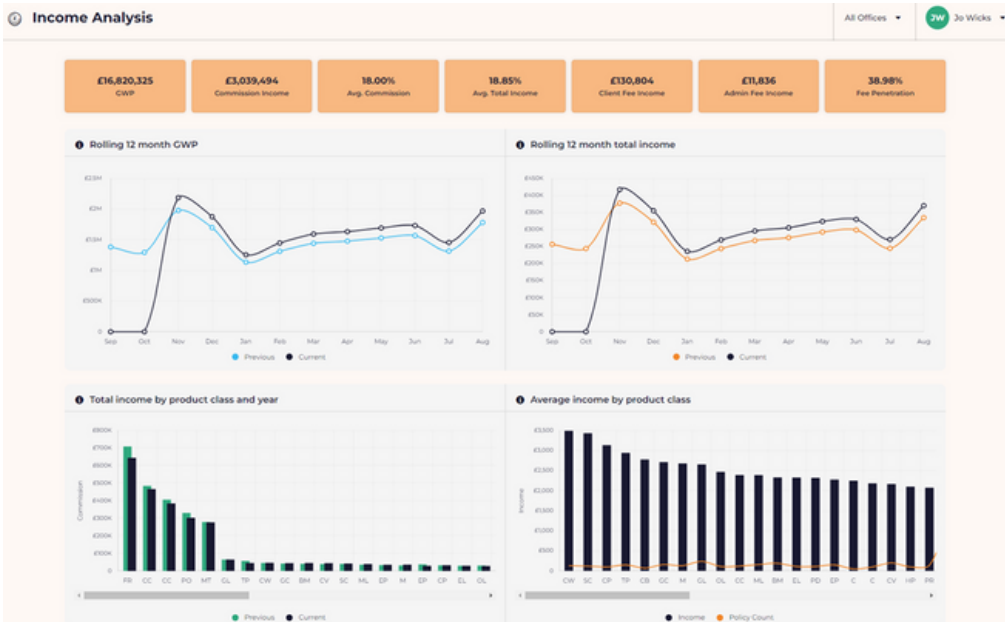 Income Analysis
All Offices
JW
Jo Wicks
£16,820,325
GWP
£3,039,494
Commission Income
18.00%
Avg. Commission
18.85%
Avg. Total Income
£130,804
Client Fee Income
£11,836
Admin Fee Income
38.98%
Fee Penetration
Rolling 12 month GWP
£2.5M
£2M
£1.5M
£1M
£500K
0
Sep Oct Nov Dec Jan Feb Mar Apr May Jun Jul Aug
Previous Current
Rolling 12 month total income
£450K
£400K
£350K
£300K
£250K
£200K
£150K
£100K
£50K
0
Sep Oct Nov Dec Jan Feb Mar Apr May Jun Jul Aug
Previous Current
Total income by product class and year
Commission
£800K
£700K
£600K
£500K
£400K
£300K
£200K
£100K
0
FR CC CC PO MT GL TP CW GC BM CV SC ML EP M EP CP EL OL
Previous Current
Average income by product class
Income
£3,500
£3,000
£2,500
£2,000
£1,500
£1,000
£500
0
CW SC CP TP CB GC M GL OL CC ML BM EL PD EP C C CV HP PR
Income Policy Count